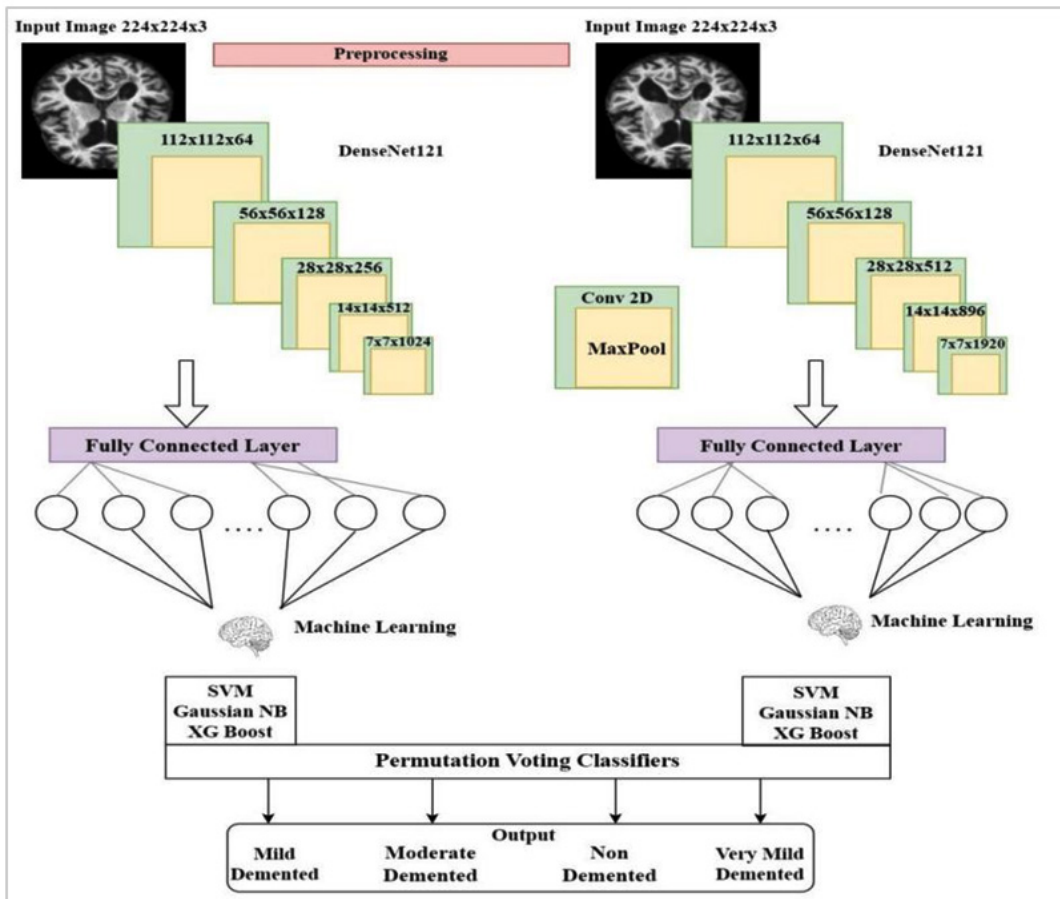 Input Image 224x224x3
Preprocessing
Input Image 224x224x3
112x112x64
DenseNet121
56x56x128
28x28x256
14x14x512
7x7x1024
Conv 2D
MaxPool
112x112x64
DenseNet121
56x56x128
28x28x512
14x14x896
7x7x1920
Fully Connected Layer
....
Machine Learning
Fully Connected Layer
....
Machine Learning
SVM
Gaussian NB
XG Boost
SVM
Gaussian NB
XG Boost
Permutation Voting Classifiers
Output
Mild
Demented
Moderate
Demented
Non
Demented
Very Mild
Demented